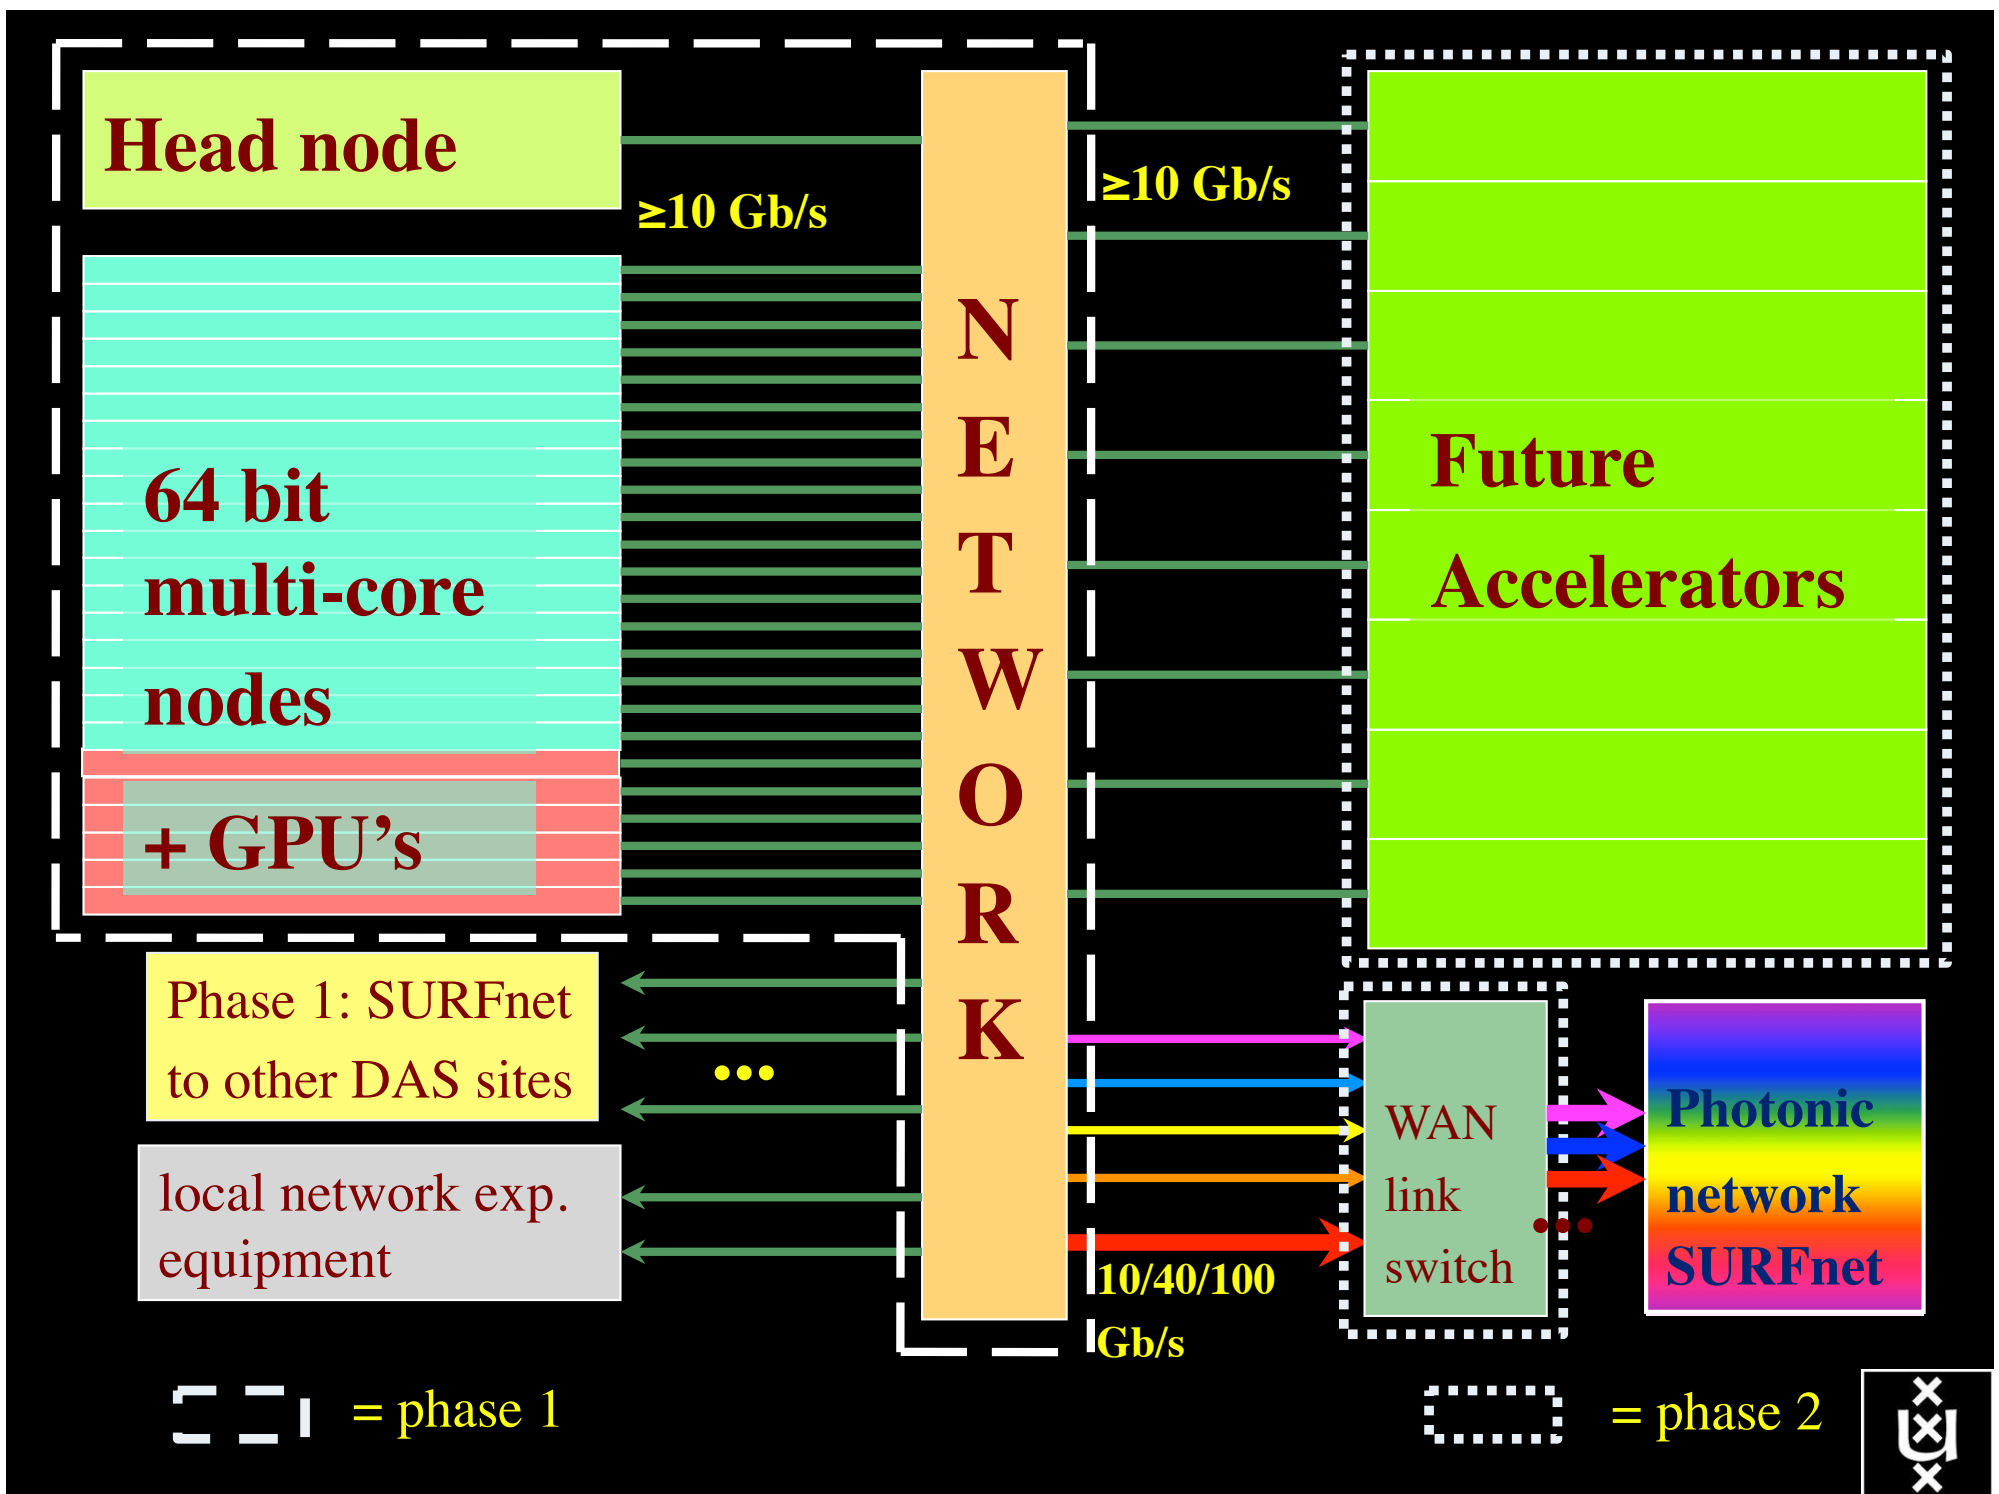 Head node
≥10 Gb/s
≥10 Gb/s
64 bit
multi-core
nodes
+ GPU’s
N
E
T
W
O
R
K
Future
Accelerators
Phase 1: SURFnet
to other DAS sites
•••
local network exp.
equipment
10/40/100
Gb/s
WAN
link
switch
•••
Photonic
network
SURFnet
= phase 1
= phase 2
u